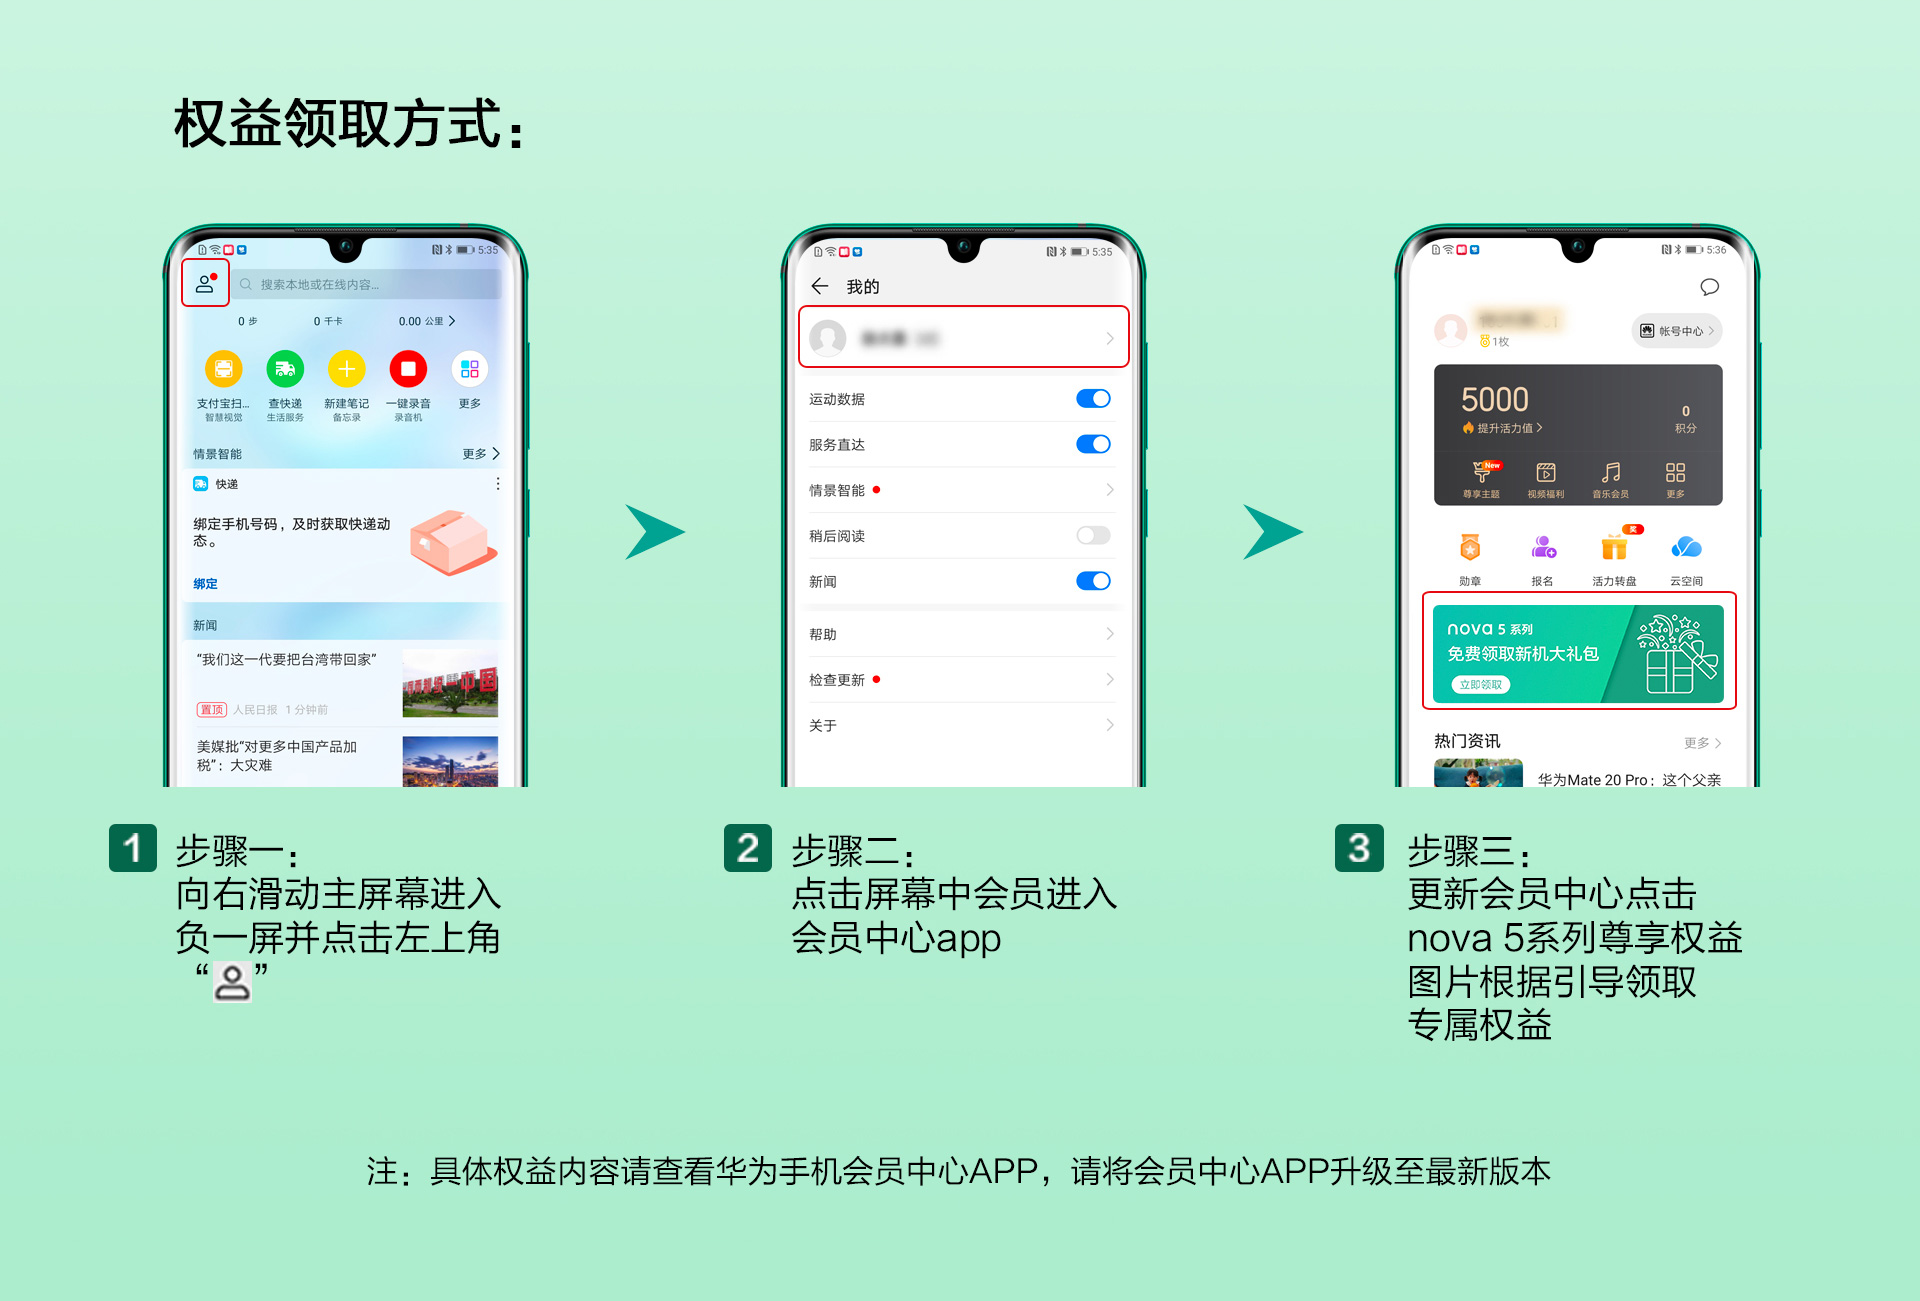 权益领取方式：
5:35
搜索本地或在线内容...
0 步
0 千卡
0.00 公里
支付宝扫...
智慧视觉
查快递
生活服务
新建笔记
备忘录
一键录音
录音机
更多
情景智能
更多
快递
绑定手机号码，及时获取快递动
态。
绑定
新闻
“我们这一代要把台湾带回家”
置顶 人民日报 1 分钟前
美媒批“对更多中国产品加
税”：大灾难
1
步骤一：
向右滑动主屏幕进入
负一屏并点击左上角
“ ”
5:35
我的
运动数据
服务直达
情景智能
稍后阅读
新闻
帮助
检查更新
关于
2
步骤二：
点击屏幕中会员进入
会员中心app
5:36
1枚
帐号中心
5000
提升活力值
0
积分
New
尊享主题
视频福利
音乐会员
更多
奖
勋章
报名
活力转盘
云空间
nova 5 系列
免费领取新机大礼包
立即领取
热门资讯
更多
华为Mate 20 Pro：这个父亲
3
步骤三：
更新会员中心点击
nova 5系列尊享权益
图片根据引导领取
专属权益
注：具体权益内容请查看华为手机会员中心APP，请将会员中心APP升级至最新版本